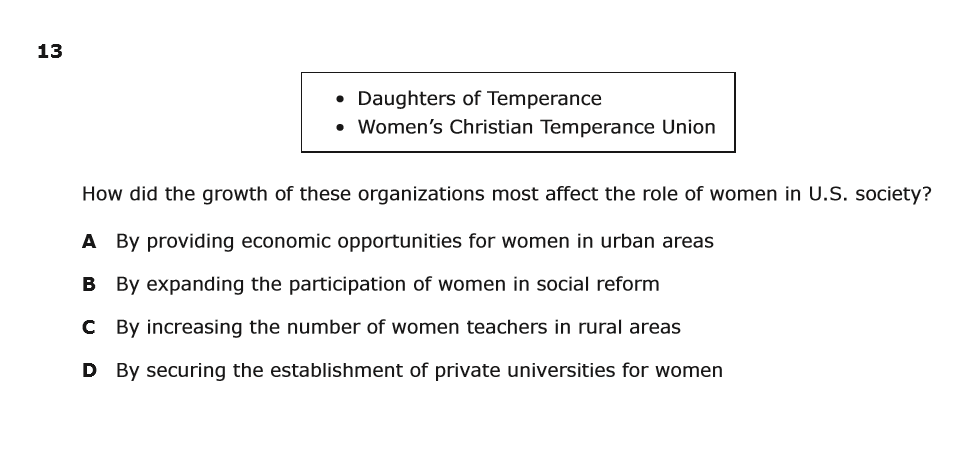 13
• Daughters of Temperance
• Women’s Christian Temperance Union
How did the growth of these organizations most affect the role of women in U.S. society?
A By providing economic opportunities for women in urban areas
B By expanding the participation of women in social reform
C By increasing the number of women teachers in rural areas
D By securing the establishment of private universities for women